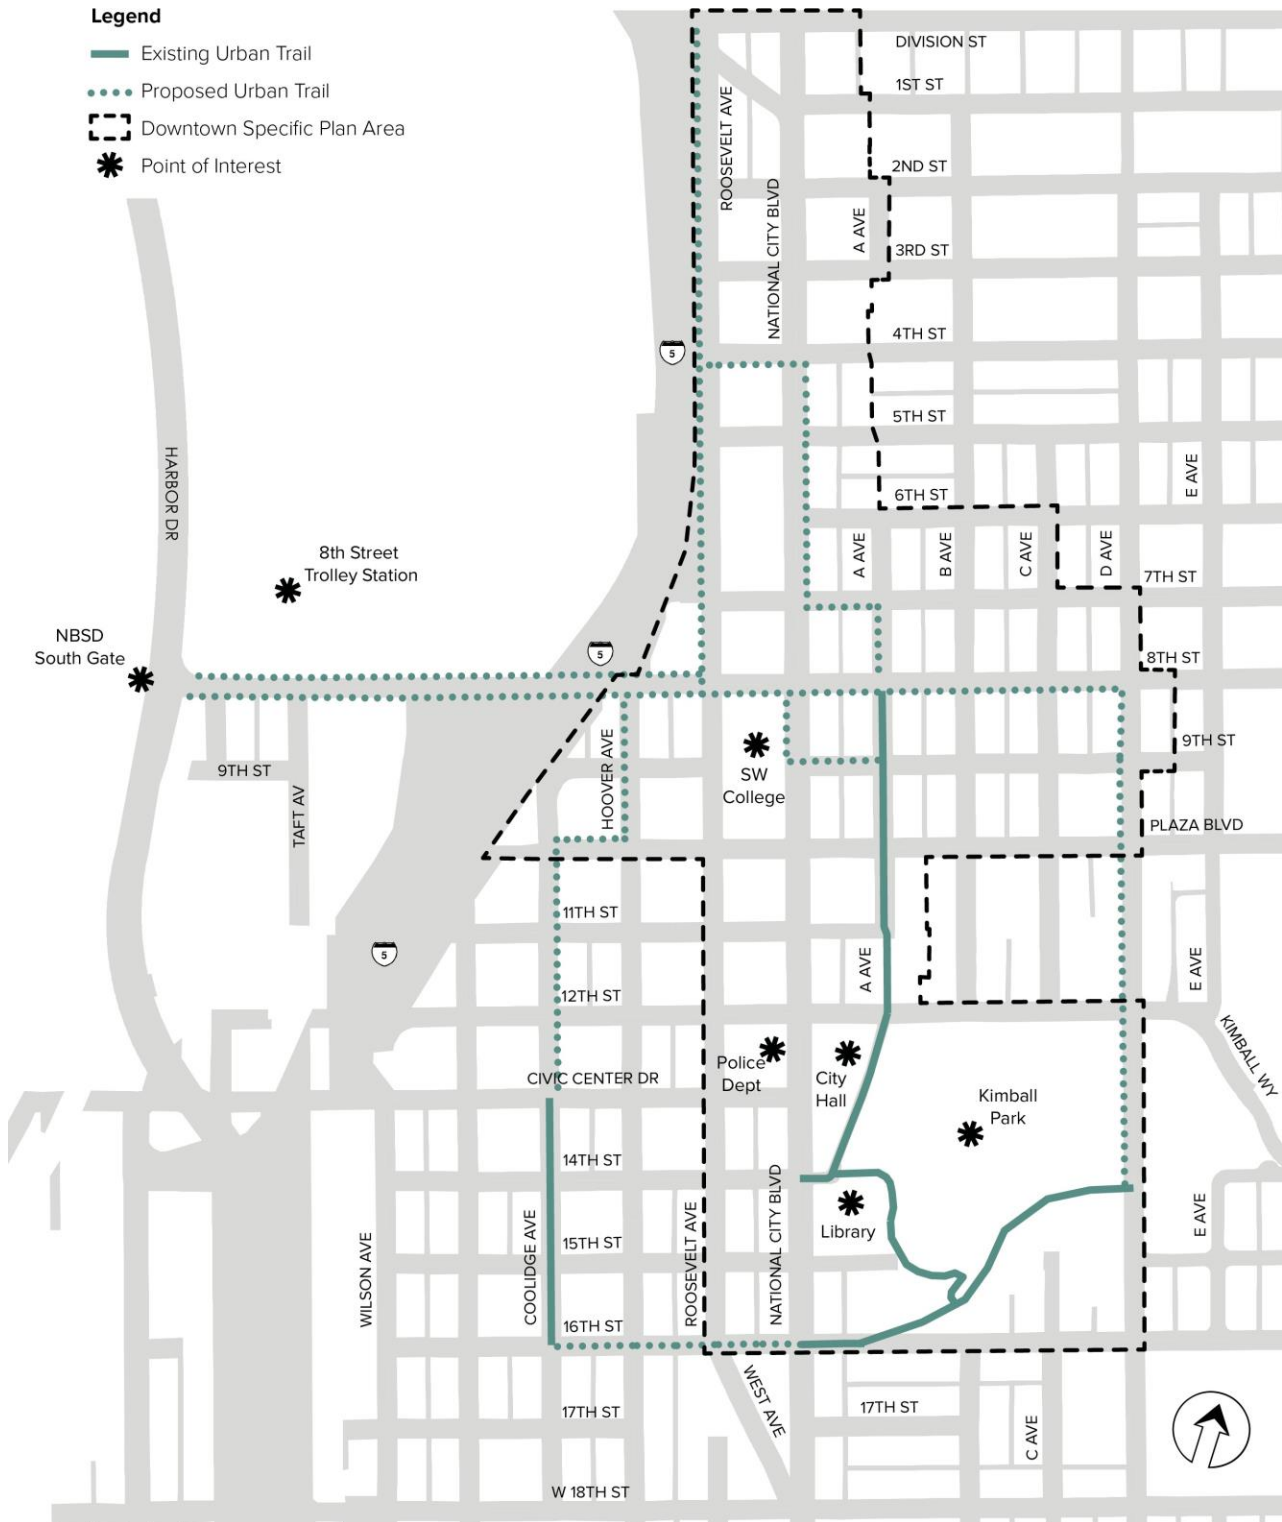 Legend
Existing Urban Trail
Proposed Urban Trail
Downtown Specific Plan Area
Point of Interest
DIVISION ST
1ST ST
ROOSEVELT AVE
2ND ST
NATIONAL CITY BLVD
A AVE
3RD ST
4TH ST
5
5TH ST
HARBOR DR
E AVE
6TH ST
8th Street
Trolley Station
A AVE
B AVE
C AVE
D AVE
7TH ST
NBSD
South Gate
5
8TH ST
9TH ST
HOOVER AVE
SW
College
9TH ST
TAFT AV
PLAZA BLVD
11TH ST
5
A AVE
E AVE
12TH ST
KIMBALL WY
CIVIC CENTER DR
Police
Dept
City
Hall
Kimball
Park
14TH ST
NATIONAL CITY BLVD
Library
E AVE
WILSON AVE
COOLIDGE AVE
15TH ST
ROOSEVELT AVE
16TH ST
WEST AVE
17TH ST
17TH ST
C AVE
W 18TH ST